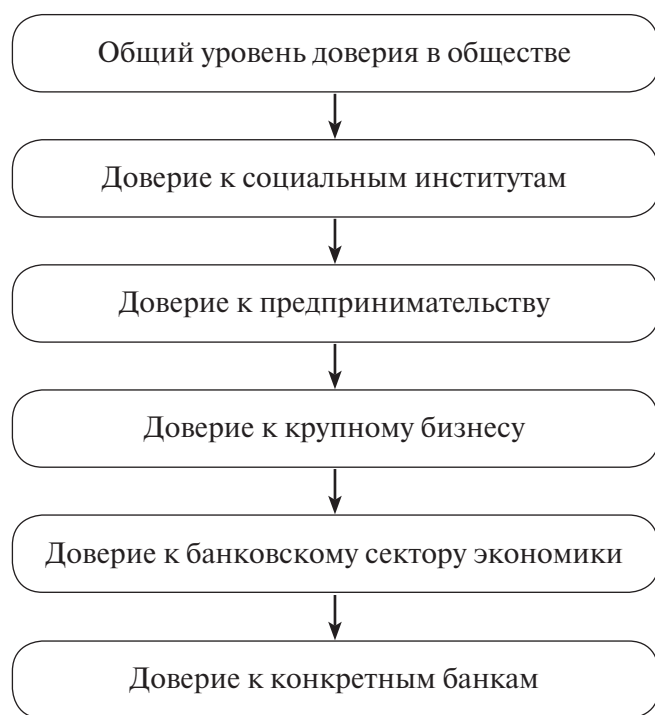 Общий уровень доверия в обществе
Доверие к социальным институтам
Доверие к предпринимательству
Доверие к крупному бизнесу
Доверие к банковскому сектору экономики
Доверие к конкретным банкам